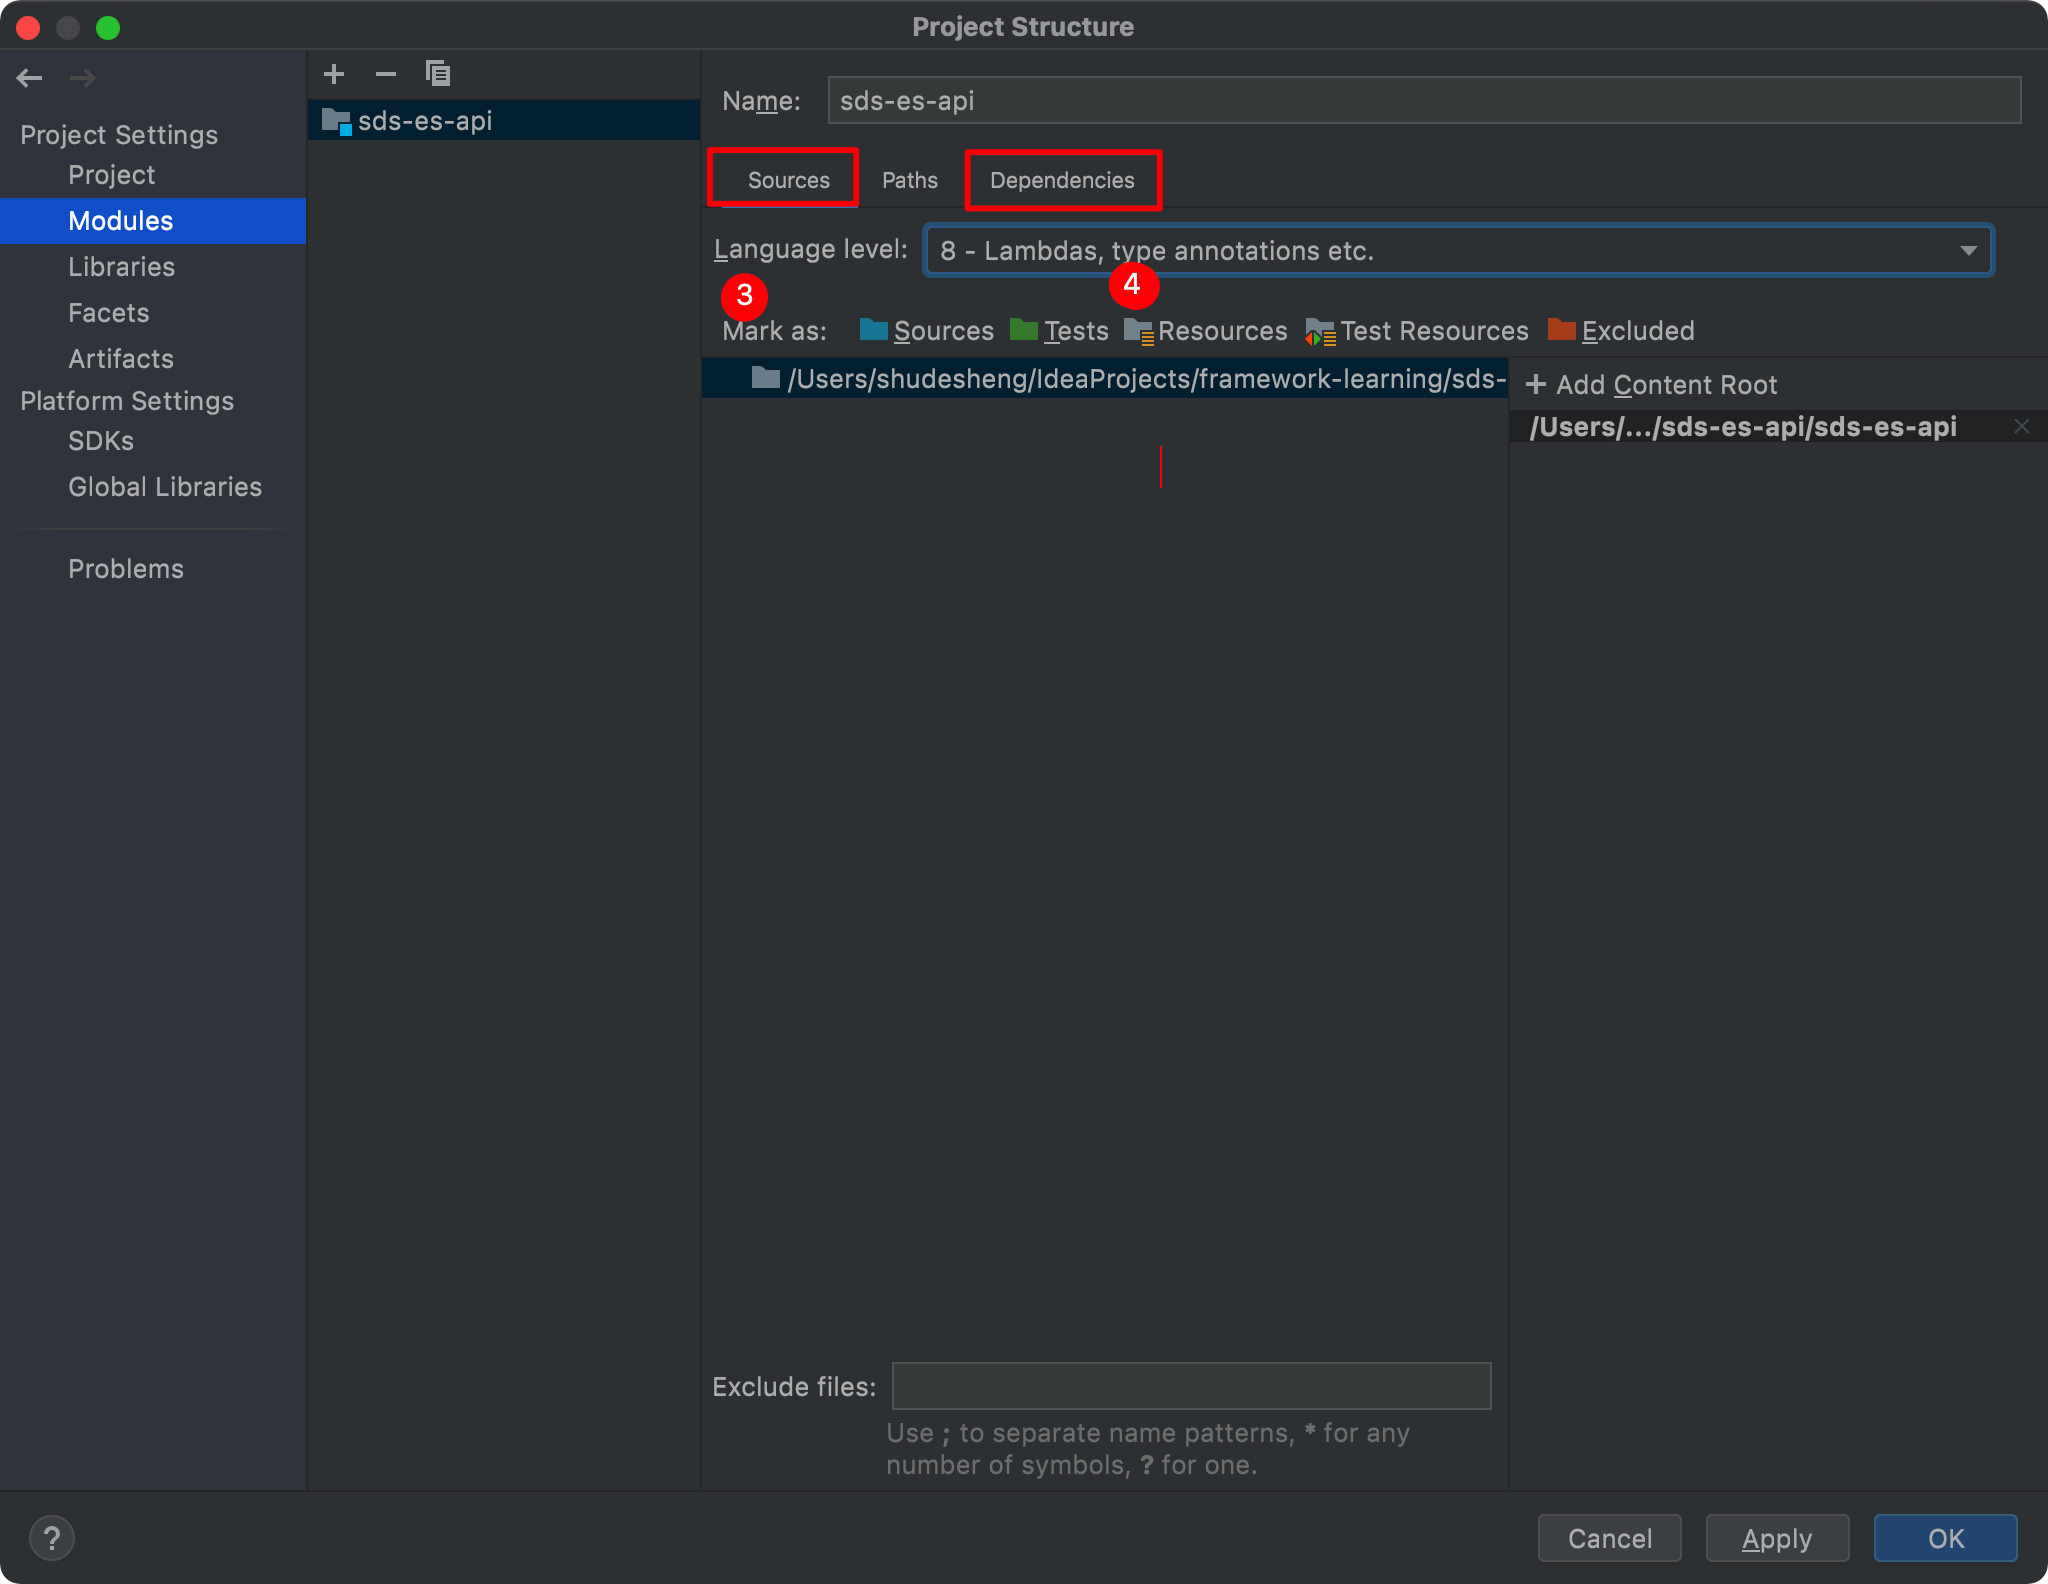 Project Structure
Project Settings
Project
Modules
Libraries
Facets
Artifacts
Platform Settings
SDKs
Global Libraries
Problems
sds-es-api
Name: sds-es-api
Sources Paths Dependencies
Language level: 8 - Lambdas, type annotations etc.
3 4
Mark as: Sources Tests Resources Test Resources Excluded
/Users/shudesheng/IdeaProjects/framework-learning/sds-
+ Add Content Root
/Users/.../sds-es-api/sds-es-api
Exclude files:
Use ; to separate name patterns, * for any
number of symbols, ? for one.
? Cancel Apply OK